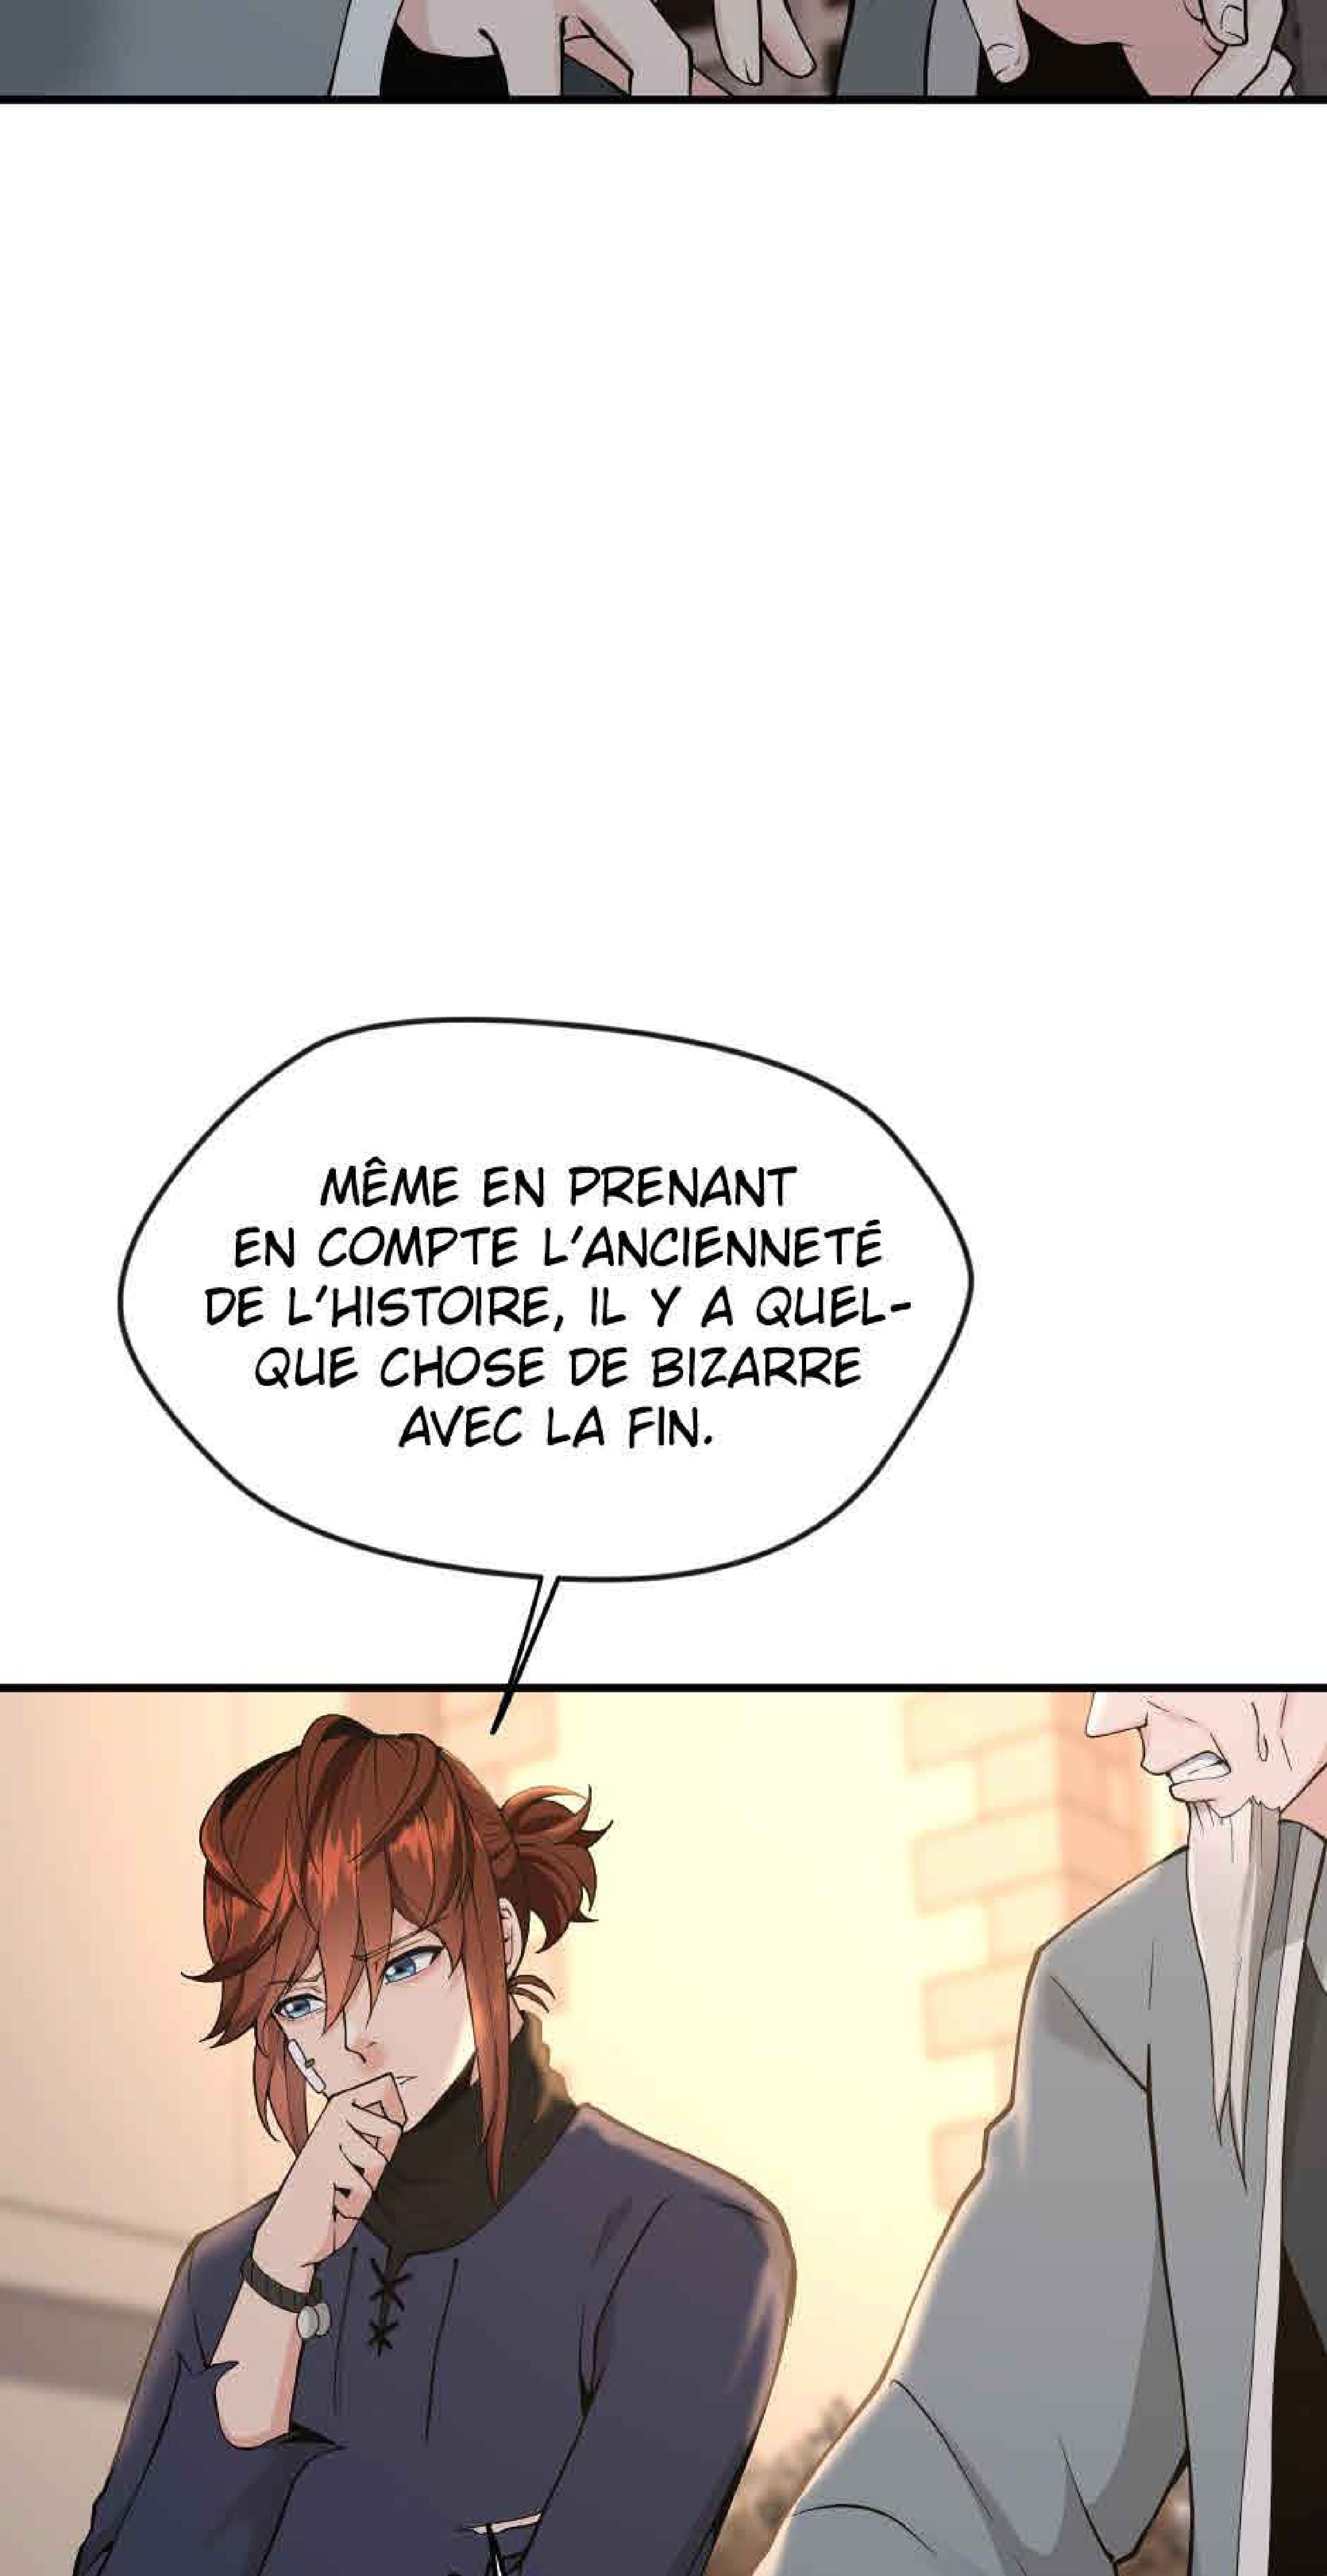 MÊME EN PRENANT
EN COMPTE L'ANCIENNETÉ
DE L'HISTOIRE, IL Y A QUEL-
QUE CHOSE DE BIZARRE
AVEC LA FIN.